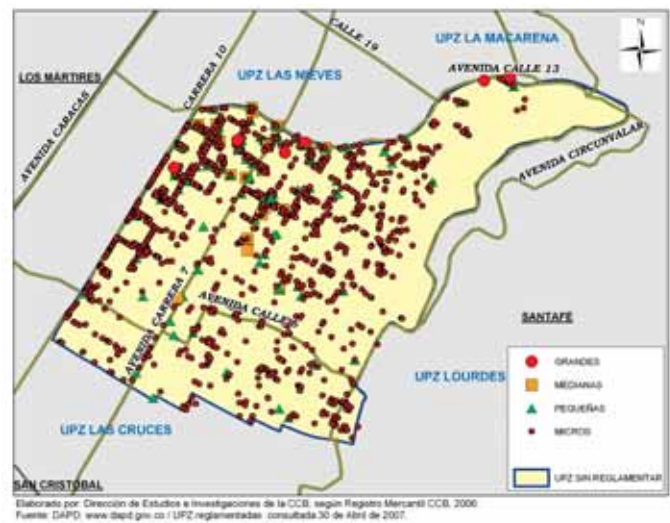 CALLE 19
UPZ LA MACARENA
N
LOS MÁRTIRES
CARRERA 10
UPZ LAS NIEVES
AVENIDA CALLE 13
AVENIDA CARACAS
AVENIDA CIRCUNVALAR
AVENIDA CARRERA 7
AVENIDA CALLE
SANTAFE
GRANDES
MEDIANAS
PEQUEÑAS
MICROS
UPZ SIN REGLAMENTAR
UPZ LOURDES
UPZ LAS CRUCES
SAN CRISTOBAL
Elaborado por: Dirección de Estudios e Investigaciones de la CCB, según Registro Mercantil CCB, 2006
Fuente: DAPD: www.dapd.gov.co / UPZ reglamentadas consultada 30 de Abril de 2007.